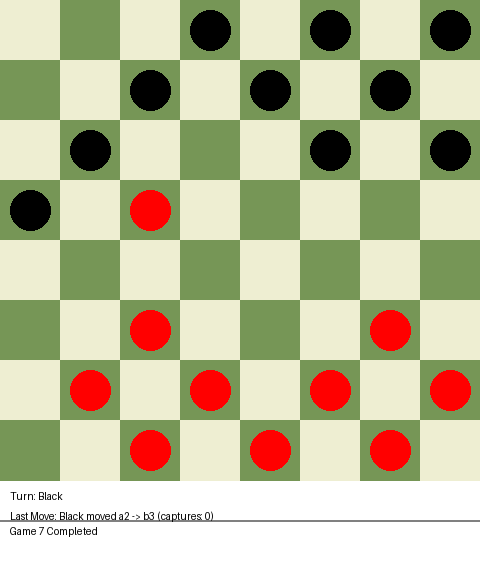 Turn: Black
Last Move: Black moved a2 -> b3 (captures: 0)
Game 7 Completed